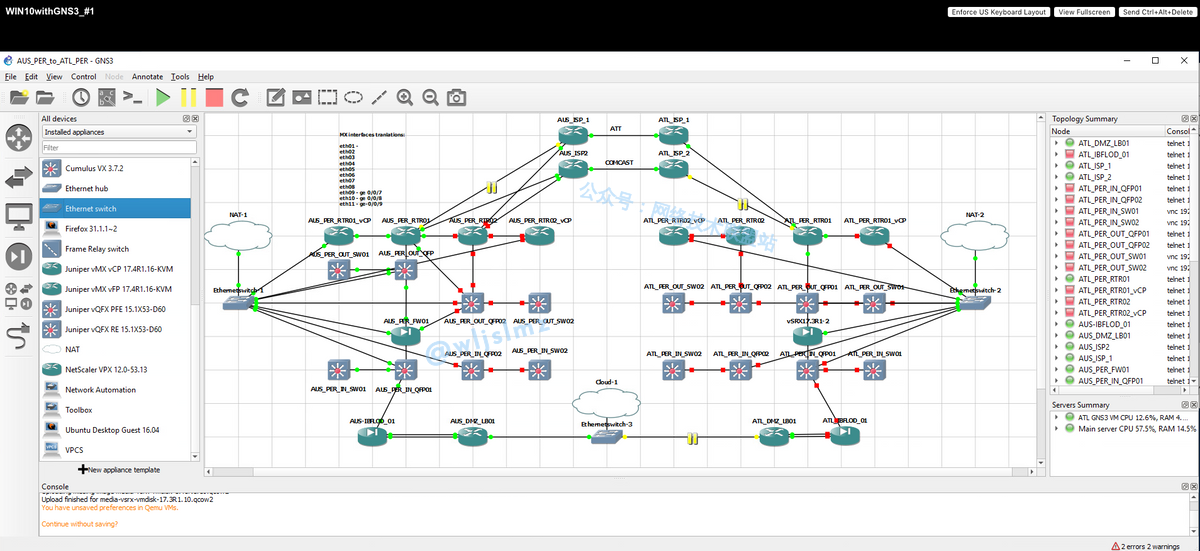 WIN10withGNS3_#1
Enforce US Keyboard Layout
View Fullscreen
Send Ctrl+Alt+Delete
AUS_PER_to_ATL_PER - GNS3
File Edit View Control Node Annotate Tools Help
All devices
Installed appliances
Filter
Cumulus VX 3.7.2
Ethernet hub
Ethernet switch
Firefox 31.1.1~2
Frame Relay switch
Juniper vMX vCP 17.4R1.16-KVM
Juniper vMX vFP 17.4R1.16-KVM
Juniper vQFX PFE 15.1X53-D60
Juniper vQFX RE 15.1X53-D60
NAT
NetScaler VPX 12.0-53.13
Network Automation
Toolbox
Ubuntu Desktop Guest 16.04
VPCS
New appliance template
MX interfaces tranlations:
eth01 -
eth02
eth03
eth04
eth05
eth06
eth07
eth08
eth09 - ge 0/0/7
eth10 - ge 0/0/8
eth11 - ge-0/0/9
AUS_ISP_1
ATT
ATL_ISP_1
AUS_ISP2
COMCAST
ATL_ISP_2
公众号:网络技术
NAT-1
AUS_PER_RTR01_vCP
AUS_PER_RTR01
AUS_PER_RTR02
AUS_PER_RTR02_vCP
ATL_PER_RTR02_vCP
ATL_PER_RTR02
ATL_PER_RTR01
ATL_PER_RTR01_vCP
NAT-2
AUS_PER_OUT_SW01
AUS_PER_OUT_QFP
Ethernetswitch-1
ATL_PER_OUT_SW02
ATL_PER_OUT_QFP02
ATL_PER_OUT_QFP01
ATL_PER_OUT_SW01
Ethernetswitch-2
AUS_PER_FW01
AUS_PER_OUT_QFP02
AUS_PER_OUT_SW02
vSRX17.3R1-2
@wljslmz
AUS_PER_IN_QFP02
AUS_PER_IN_SW02
ATL_PER_IN_SW02
ATL_PER_IN_QFP02
ATL_PER_IN_QFP01
ATL_PER_IN_SW01
AUS_PER_IN_SW01
AUS_PER_IN_QFP01
Cloud-1
AUS-IBFLOD_01
AUS_DMZ_LB01
Ethernetswitch-3
ATL_DMZ_LB01
ATL_IBFLOD_01
Topology Summary
Node
Consol
ATL_DMZ_LB01 telnet 1
ATL_IBFLOD_01 telnet 1
ATL_ISP_1 telnet 1
ATL_ISP_2 telnet 1
ATL_PER_IN_QFP01 telnet 1
ATL_PER_IN_QFP02 telnet 1
ATL_PER_IN_SW01 vnc 192
ATL_PER_IN_SW02 vnc 192
ATL_PER_OUT_QFP01 telnet 1
ATL_PER_OUT_QFP02 telnet 1
ATL_PER_OUT_SW01 vnc 192
ATL_PER_OUT_SW02 vnc 192
ATL_PER_RTR01 telnet 1
ATL_PER_RTR01_vCP telnet 1
ATL_PER_RTR02 telnet 1
ATL_PER_RTR02_vCP telnet 1
AUS-IBFLOD_01 telnet 1
AUS_DMZ_LB01 telnet 1
AUS_ISP2 telnet 1
AUS_ISP_1 telnet 1
AUS_PER_FW01 telnet 1
AUS_PER_IN_QFP01 telnet 1
Servers Summary
ATL GNS3 VM CPU 12.6%, RAM 4....
Main server CPU 57.5%, RAM 14.5%
Console
Upload finished for media-vsrx-vmdisk-17.3R1.10.qcow2
You have unsaved preferences in Qemu VMs.
Continue without saving?
2 errors 2 warnings